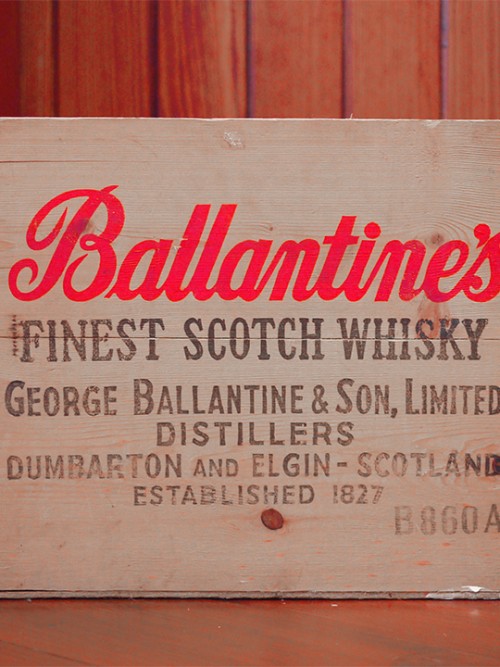 Ballantine's
FINEST SCOTCH WHISKY
GEORGE BALLANTINE & SON, LIMITED
DISTILLERS
DUMBARTON AND ELGIN - SCOTLAND
ESTABLISHED 1827
B860A